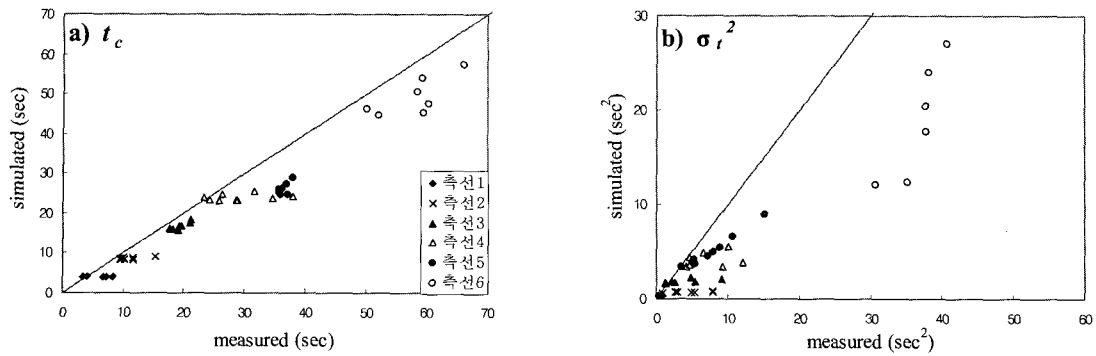 a) t c
70
60
50
40
30
20
10
0
simulated (sec)
0 10 20 30 40 50 60 70
measured (sec)
측선1
측선2
측선3
측선4
측선5
측선6
b) σ t 2
30
20
10
0
simulated (sec2)
0 10 20 30 40 50 60
measured (sec2)